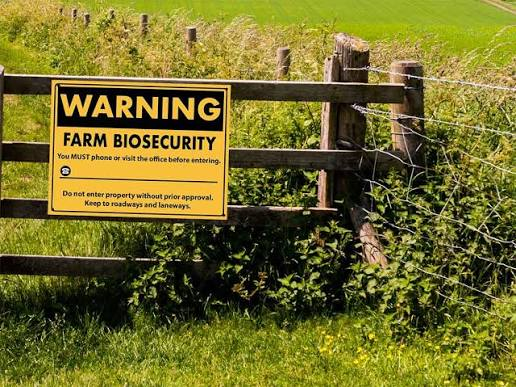 WARNING
FARM BIOSECURITY
You MUST phone or visit the office before entering.
Do not enter property without prior approval.
Keep to roadways and laneways.